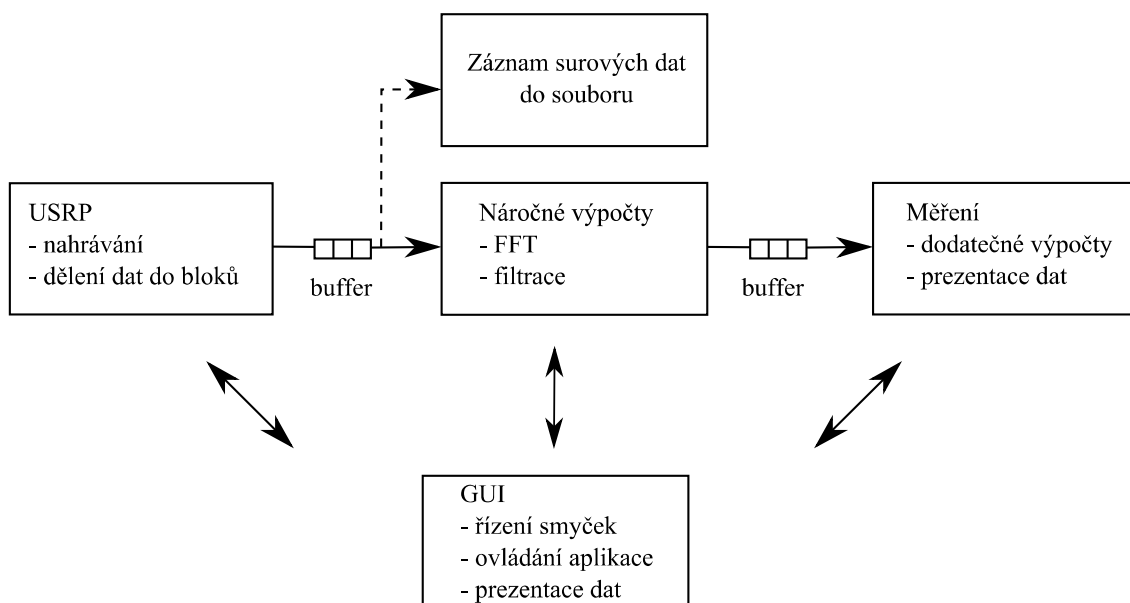 Záznam surových dat
do souboru
USRP
- nahrávání
- dělení dat do bloků
buffer
Náročné výpočty
- FFT
- filtrace
buffer
Měření
- dodatečné výpočty
- prezentace dat
GUI
- řízení smyček
- ovládání aplikace
- prezentace dat